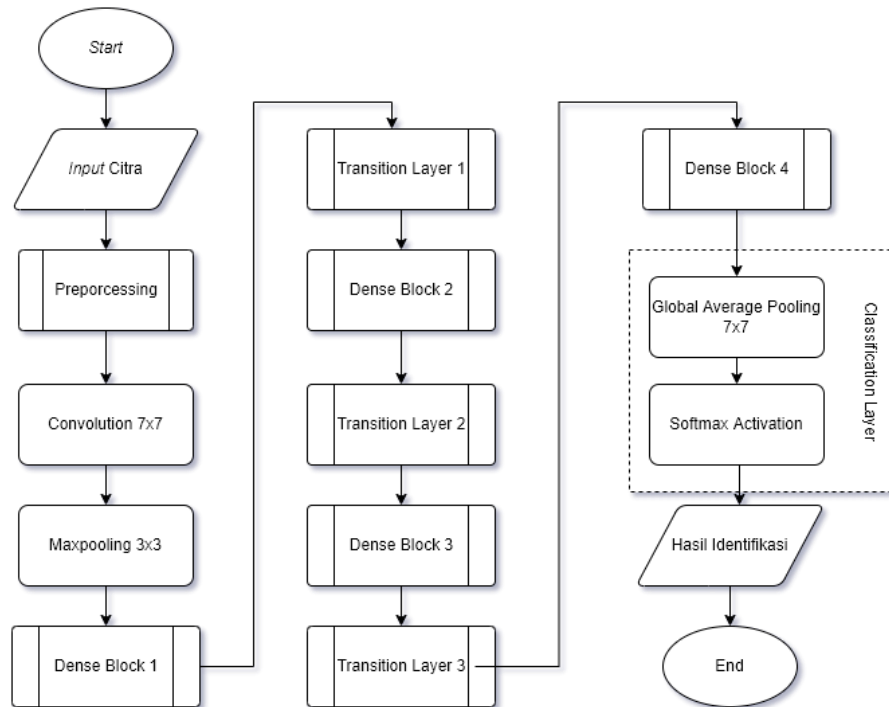 Start
Input Citra
Preporcessing
Convolution 7x7
Maxpooling 3x3
Dense Block 1
Transition Layer 1
Dense Block 2
Transition Layer 2
Dense Block 3
Transition Layer 3
Dense Block 4
Global Average Pooling
7x7
Softmax Activation
Classification Layer
Hasil Identifikasi
End